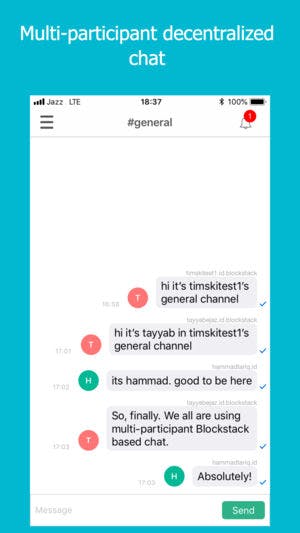 Multi-participant decentralized
chat
Jazz LTE 18:37 100%
#general 1
timskitest1.id.blockstack
hi it's timskitest1's
general channel
16:58 T
tayyabejaz.id.blockstack
hi it's tayyab in timskitest1's
general channel
17:01 T
hammadtariq.id
its hammad. good to be here
17:02 H
tayyabejaz.id.blockstack
So, finally. We all are using
multi-participant Blockstack
based chat.
17:03 T
hammadtariq.id
Absolutely!
17:03 H
Message Send